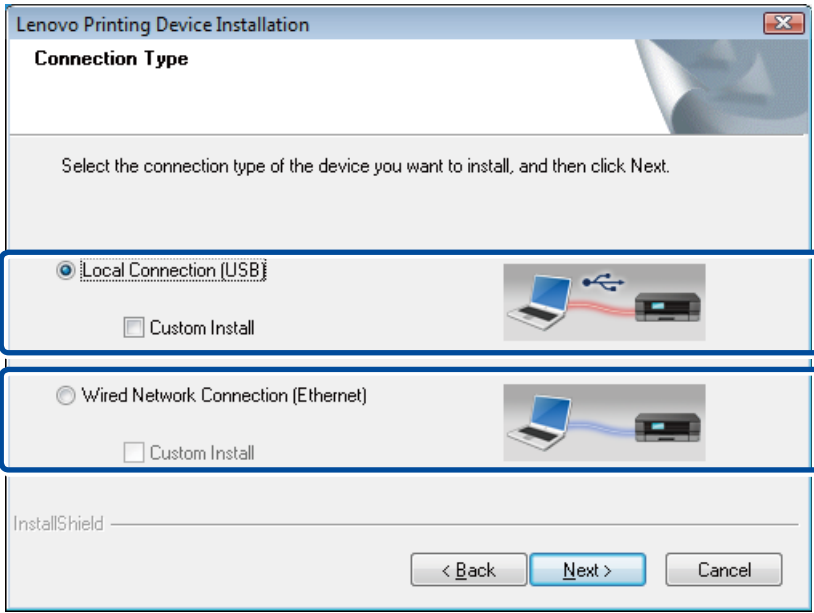 Lenovo Printing Device Installation
Connection Type
Select the connection type of the device you want to install, and then click Next.
Local Connection (USB)
Custom Install
Wired Network Connection (Ethernet)
Custom Install
InstallShield
< Back
Next >
Cancel